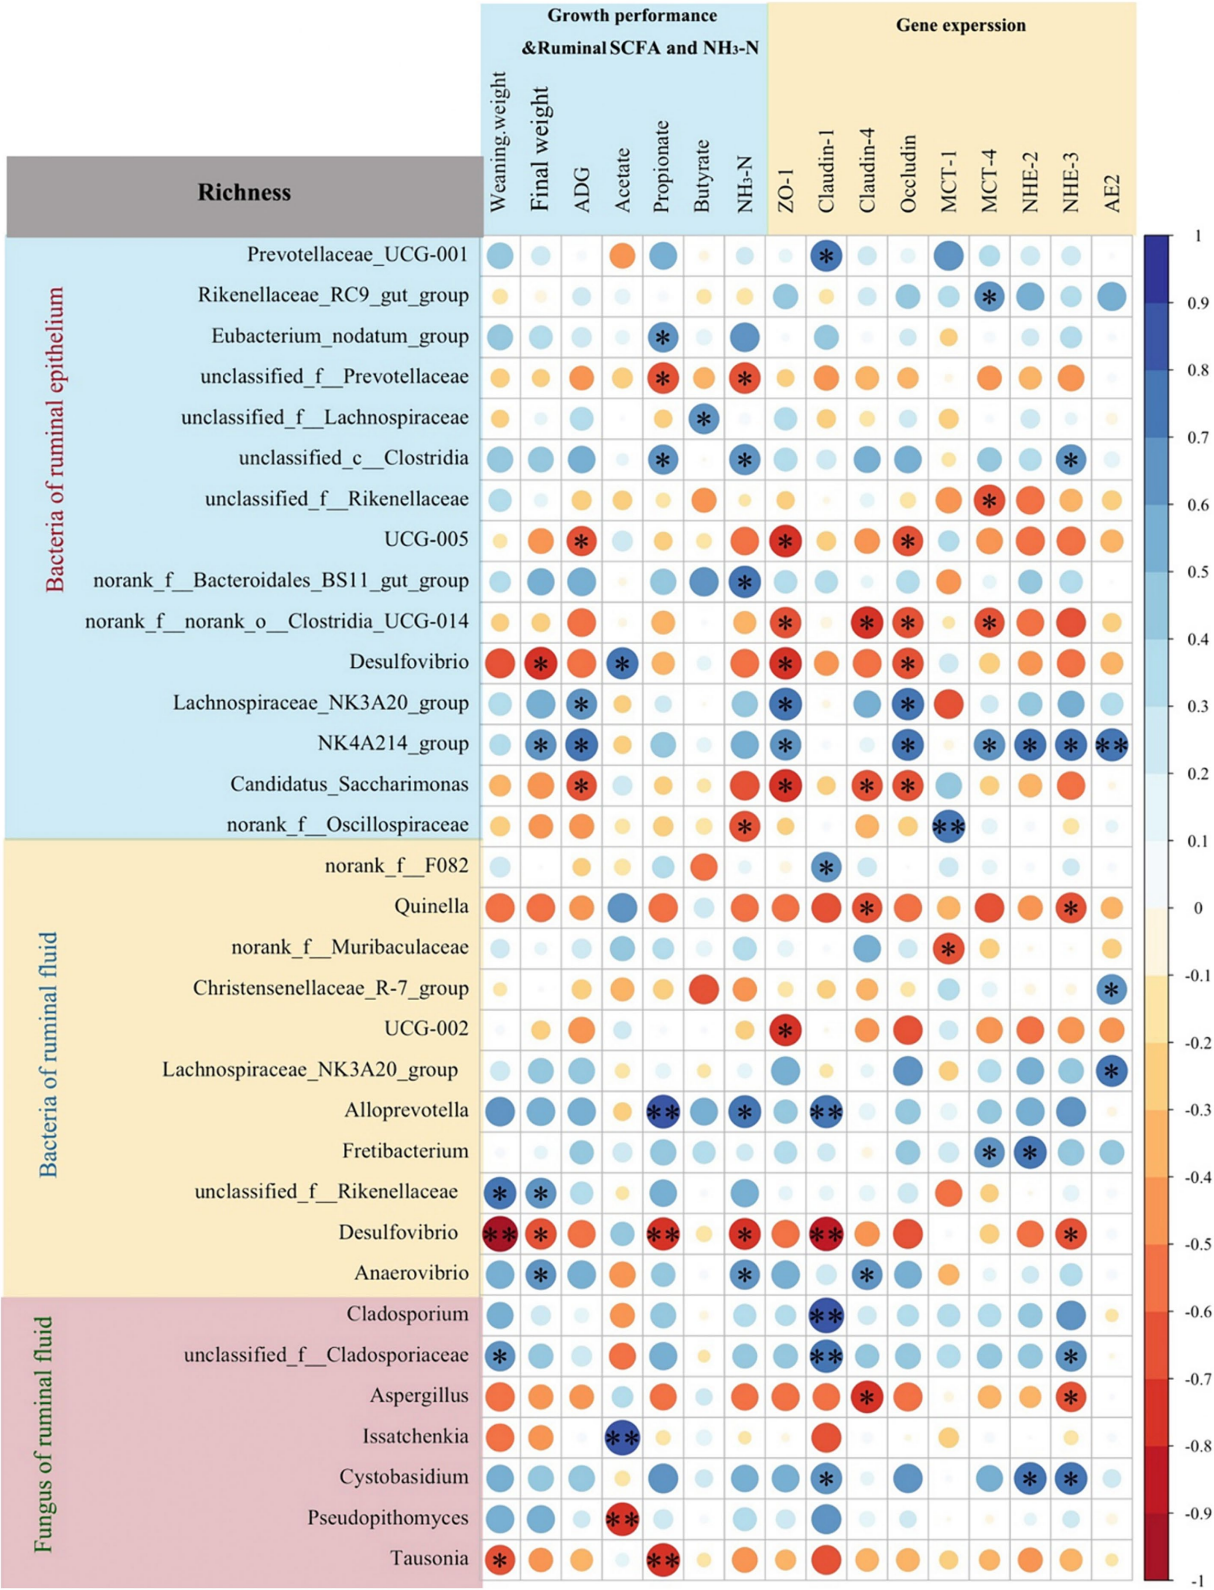 Growth performance
&Ruminal SCFA and NH3-N
Gene experssion
Weaning.weight
Final weight
ADG
Acetate
Propionate
Butyrate
NH3-N
ZO-1
Claudin-1
Claudin-4
Occludin
MCT-1
MCT-4
NHE-2
NHE-3
AE2
Richness
Bacteria of ruminal epithelium
Prevotellaceae_UCG-001 *
Rikenellaceae_RC9_gut_group *
Eubacterium_nodatum_group *
unclassified_f__Prevotellaceae * *
unclassified_f__Lachnospiraceae *
unclassified_c__Clostridia * * *
unclassified_f__Rikenellaceae *
UCG-005 * * *
norank_f__Bacteroidales_BS11_gut_group *
norank_f__norank_o__Clostridia_UCG-014 * * * *
Desulfovibrio * * * *
Lachnospiraceae_NK3A20_group * * *
NK4A214_group * * * * * * * **
Candidatus_Saccharimonas * * * *
norank_f__Oscillospiraceae * **
Bacteria of ruminal fluid
norank_f__F082 *
Quinella * *
norank_f__Muribaculaceae *
Christensenellaceae_R-7_group *
UCG-002 *
Lachnospiraceae_NK3A20_group *
Alloprevotella ** * **
Fretibacterium * *
unclassified_f__Rikenellaceae * *
Desulfovibrio ** * ** * ** *
Anaerovibrio * * *
Fungus of ruminal fluid
Cladosporium **
unclassified_f__Cladosporiaceae * ** *
Aspergillus * *
Issatchenkia **
Cystobasidium * * *
Pseudopithomyces **
Tausonia * **
1
0.9
0.8
0.7
0.6
0.5
0.4
0.3
0.2
0.1
0
-0.1
-0.2
-0.3
-0.4
-0.5
-0.6
-0.7
-0.8
-0.9
-1